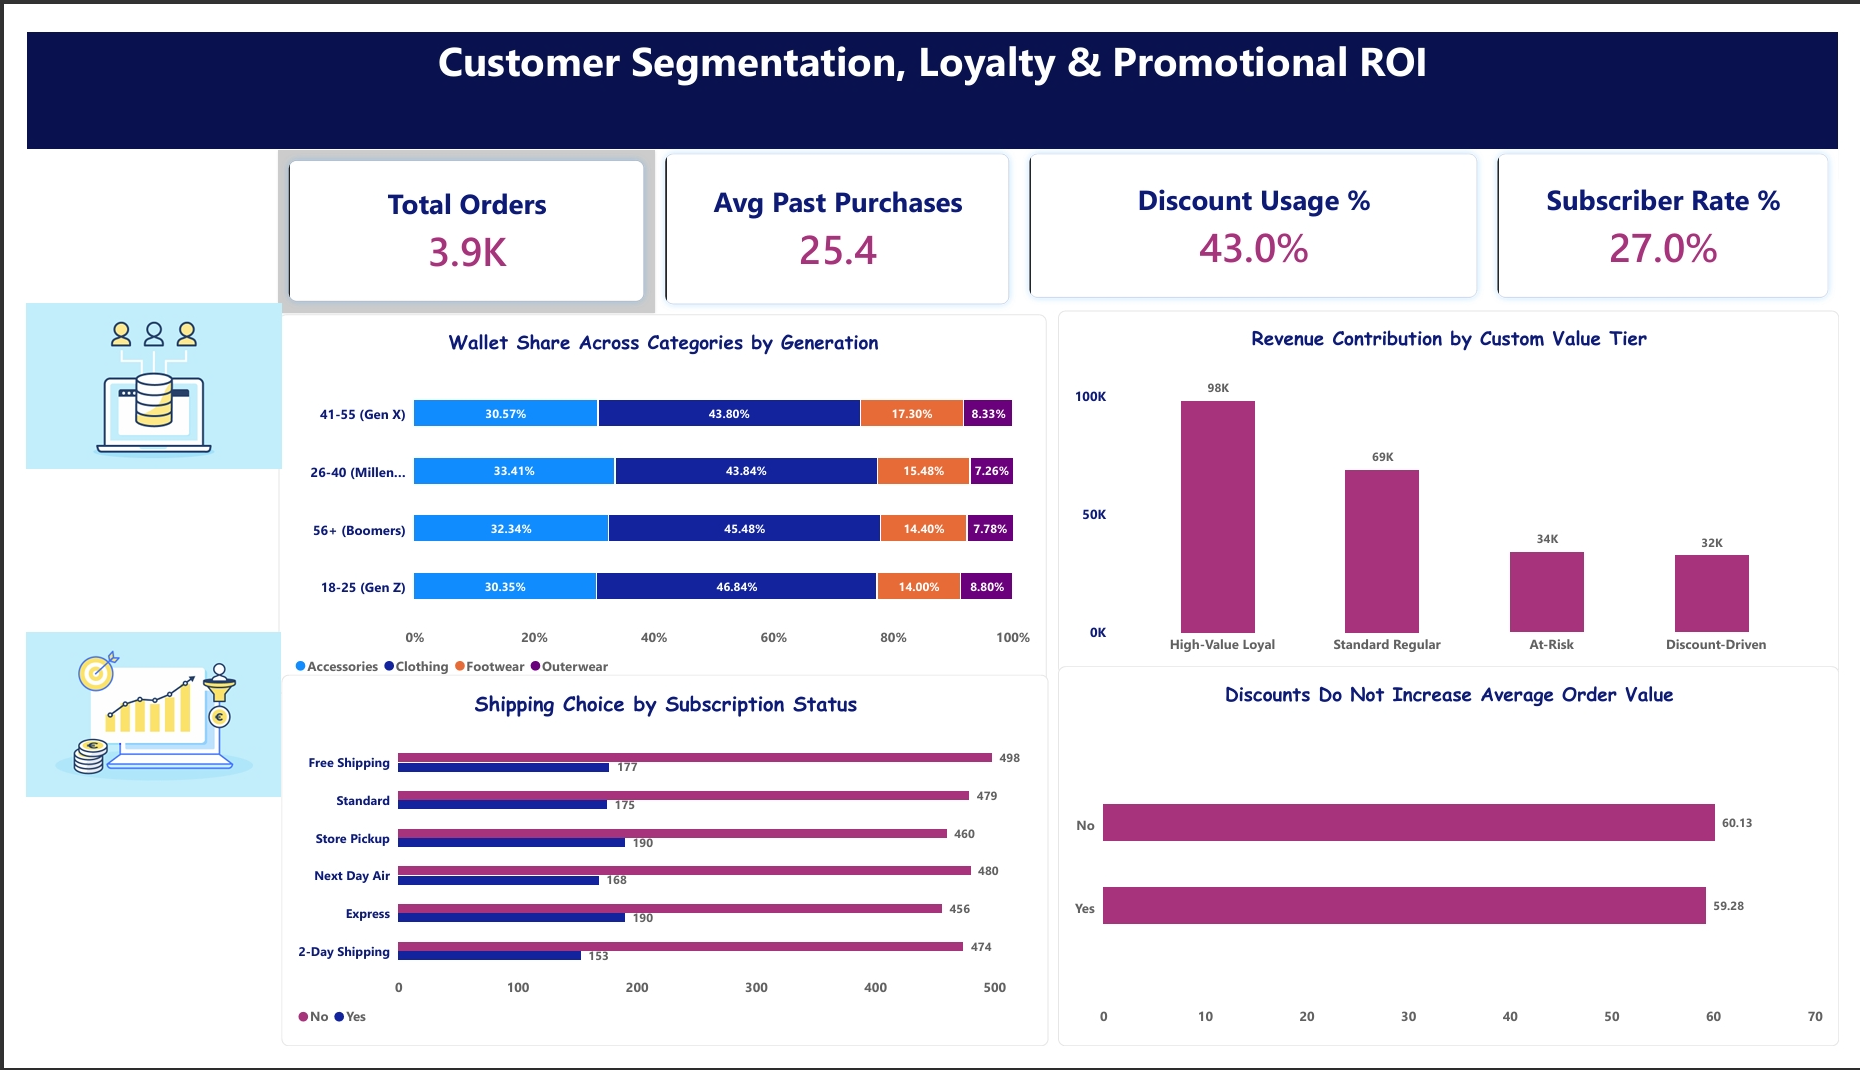 Customer Segmentation, Loyalty & Promotional ROI
Total Orders
3.9K
Avg Past Purchases
25.4
Discount Usage %
43.0%
Subscriber Rate %
27.0%
Wallet Share Across Categories by Generation
41-55 (Gen X) 30.57% 43.80% 17.30% 8.33%
26-40 (Millen... 33.41% 43.84% 15.48% 7.26%
56+ (Boomers) 32.34% 45.48% 14.40% 7.78%
18-25 (Gen Z) 30.35% 46.84% 14.00% 8.80%
0% 20% 40% 60% 80% 100%
Accessories Clothing Footwear Outerwear
Revenue Contribution by Custom Value Tier
100K
50K
0K
98K
69K
34K
32K
High-Value Loyal Standard Regular At-Risk Discount-Driven
Shipping Choice by Subscription Status
Free Shipping 498
177
Standard 479
175
Store Pickup 460
190
Next Day Air 480
168
Express 456
190
2-Day Shipping 474
153
0 100 200 300 400 500
No Yes
Discounts Do Not Increase Average Order Value
No 60.13
Yes 59.28
0 10 20 30 40 50 60 70